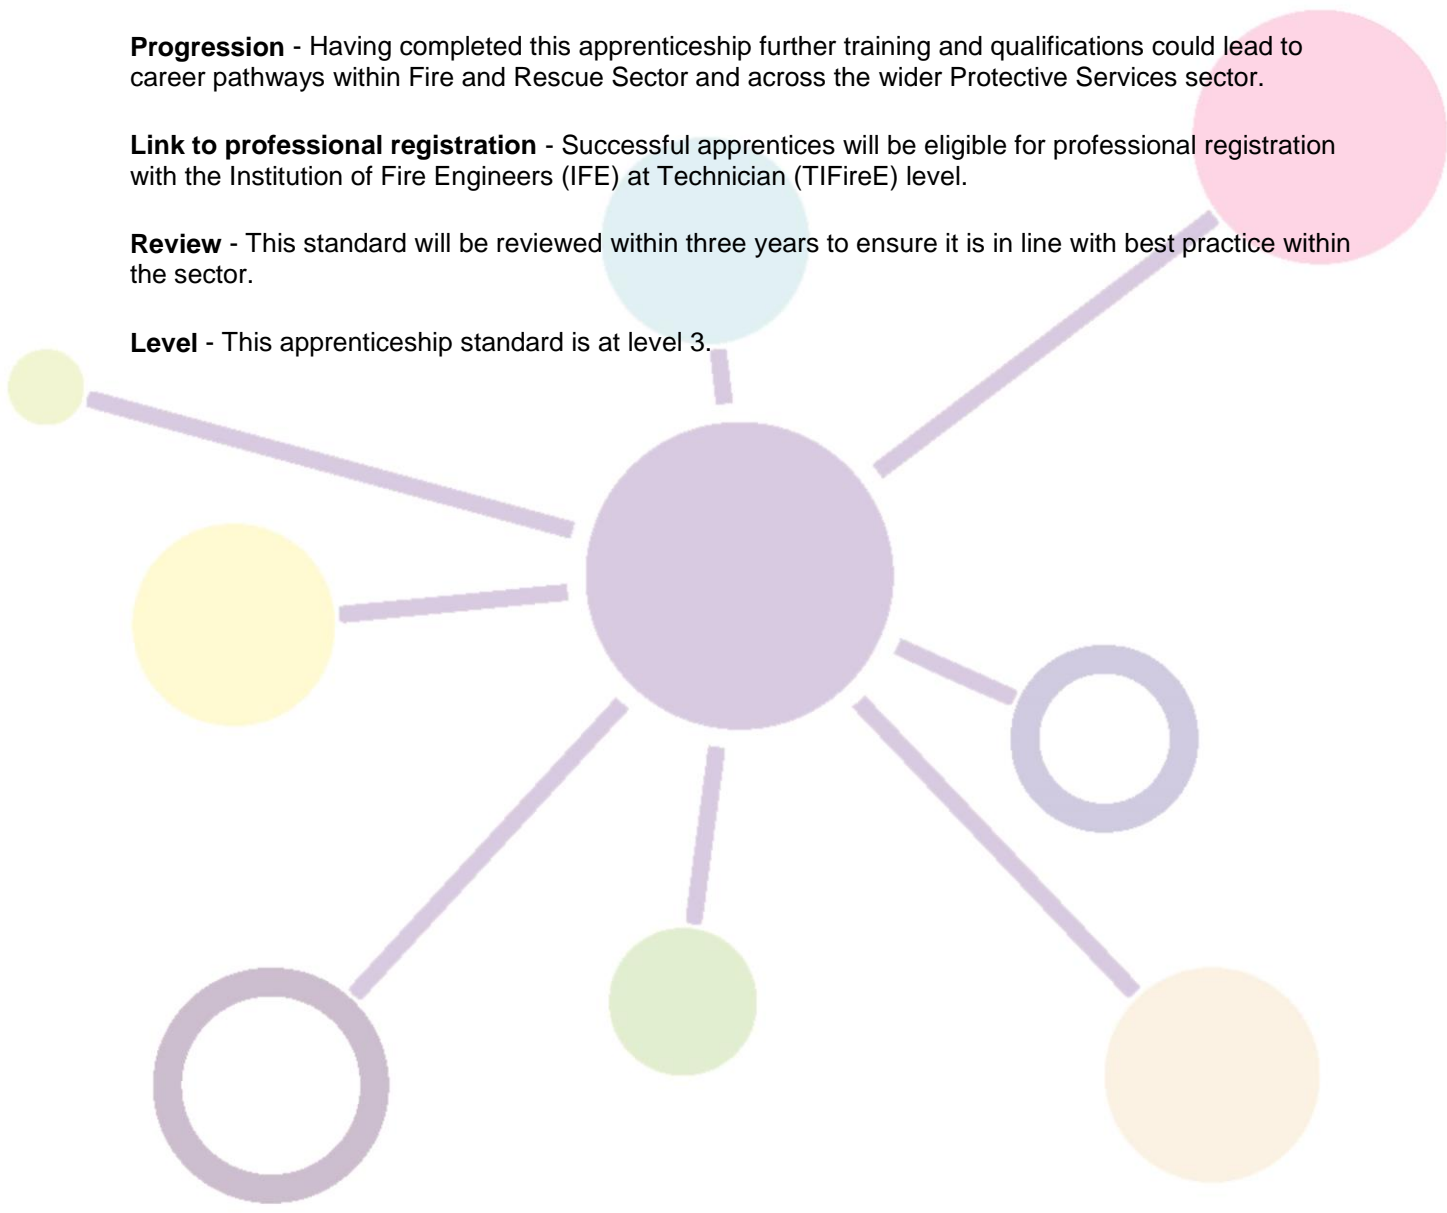 Progression - Having completed this apprenticeship further training and qualifications could lead to
career pathways within Fire and Rescue Sector and across the wider Protective Services sector.
Link to professional registration - Successful apprentices will be eligible for professional registration
with the Institution of Fire Engineers (IFE) at Technician (TIFireE) level.
Review - This standard will be reviewed within three years to ensure it is in line with best practice within
the sector.
Level - This apprenticeship standard is at level 3.